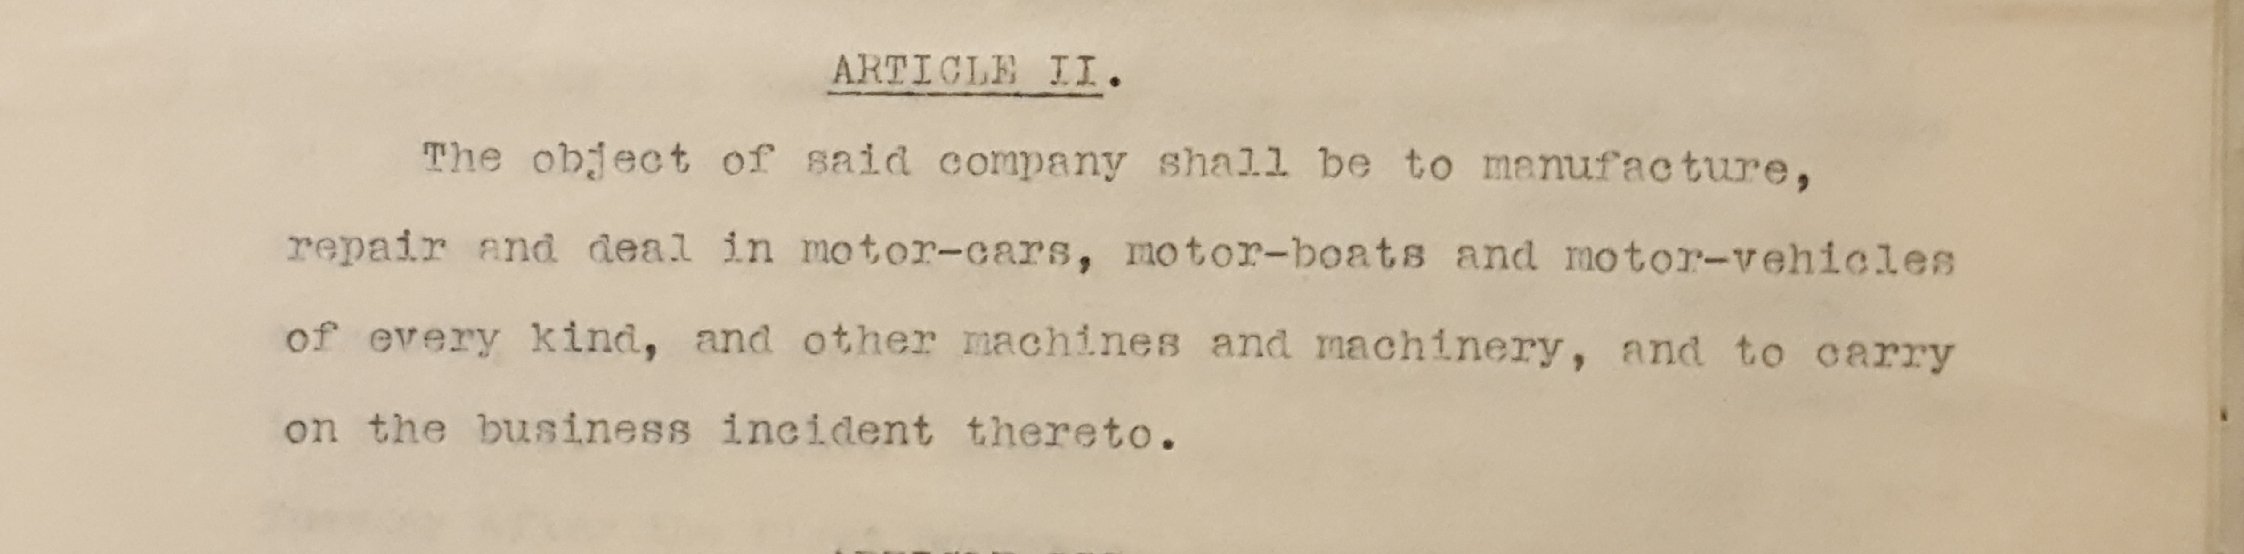 ARTICLE II.
The object of said company shall be to manufacture,
repair and deal in motor-cars, motor-boats and motor-vehicles
of every kind, and other machines and machinery, and to carry
on the business incident thereto.